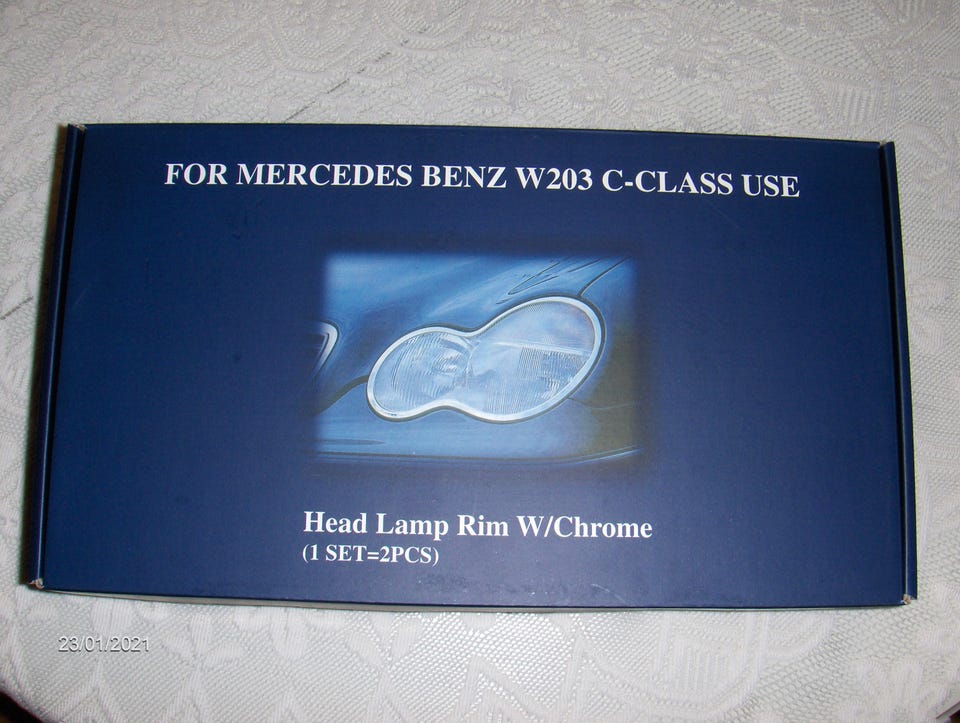 FOR MERCEDES BENZ W203 C-CLASS USE
Head Lamp Rim W/Chrome
(1 SET=2PCS)
23/01/2021